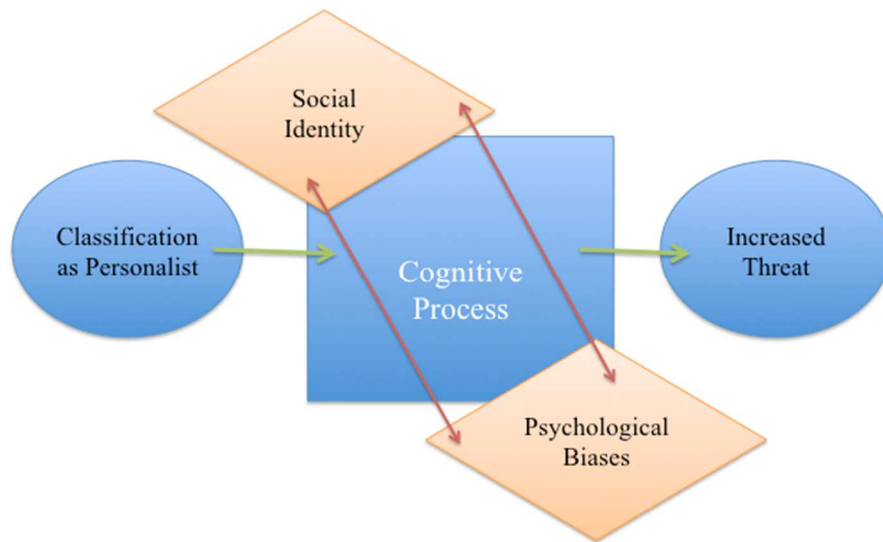 Social
Identity
Classification
as Personalist
Cognitive
Process
Increased
Threat
Psychological
Biases